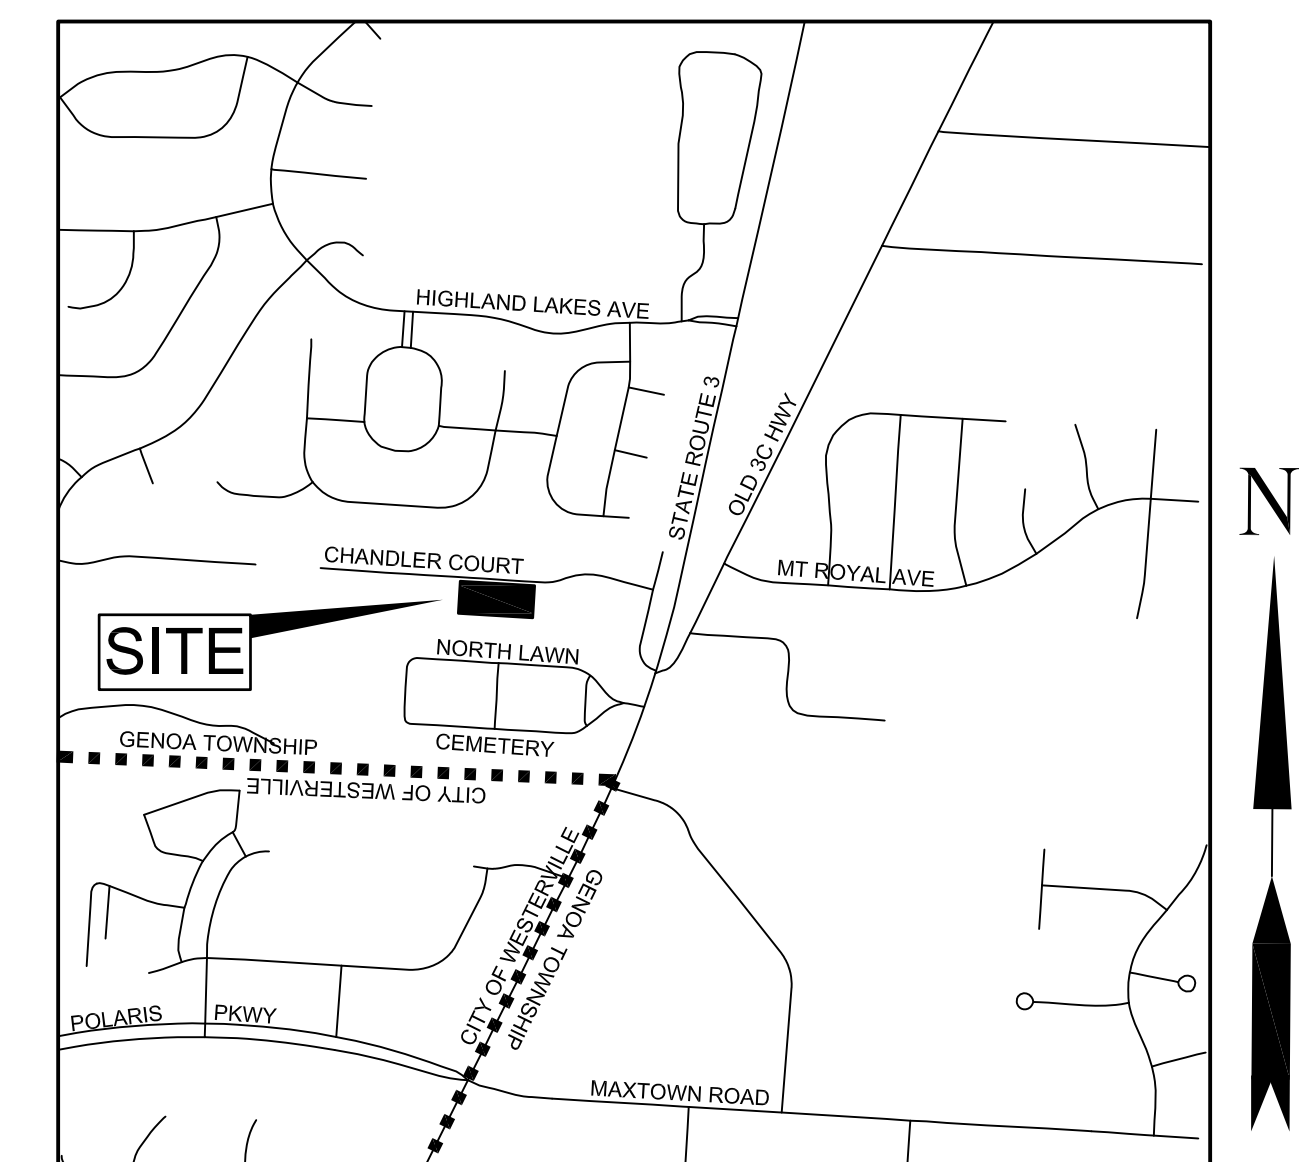 HIGHLAND LAKES AVE
STATE ROUTE 3
OLD 3C HWY
N
CHANDLER COURT
MT ROYAL AVE
SITE
NORTH LAWN
CEMETERY
GENOA TOWNSHIP
CITY OF WESTERVILLE
CITY OF WESTERVILLE
GENOA TOWNSHIP
POLARIS PKWY
MAXTOWN ROAD